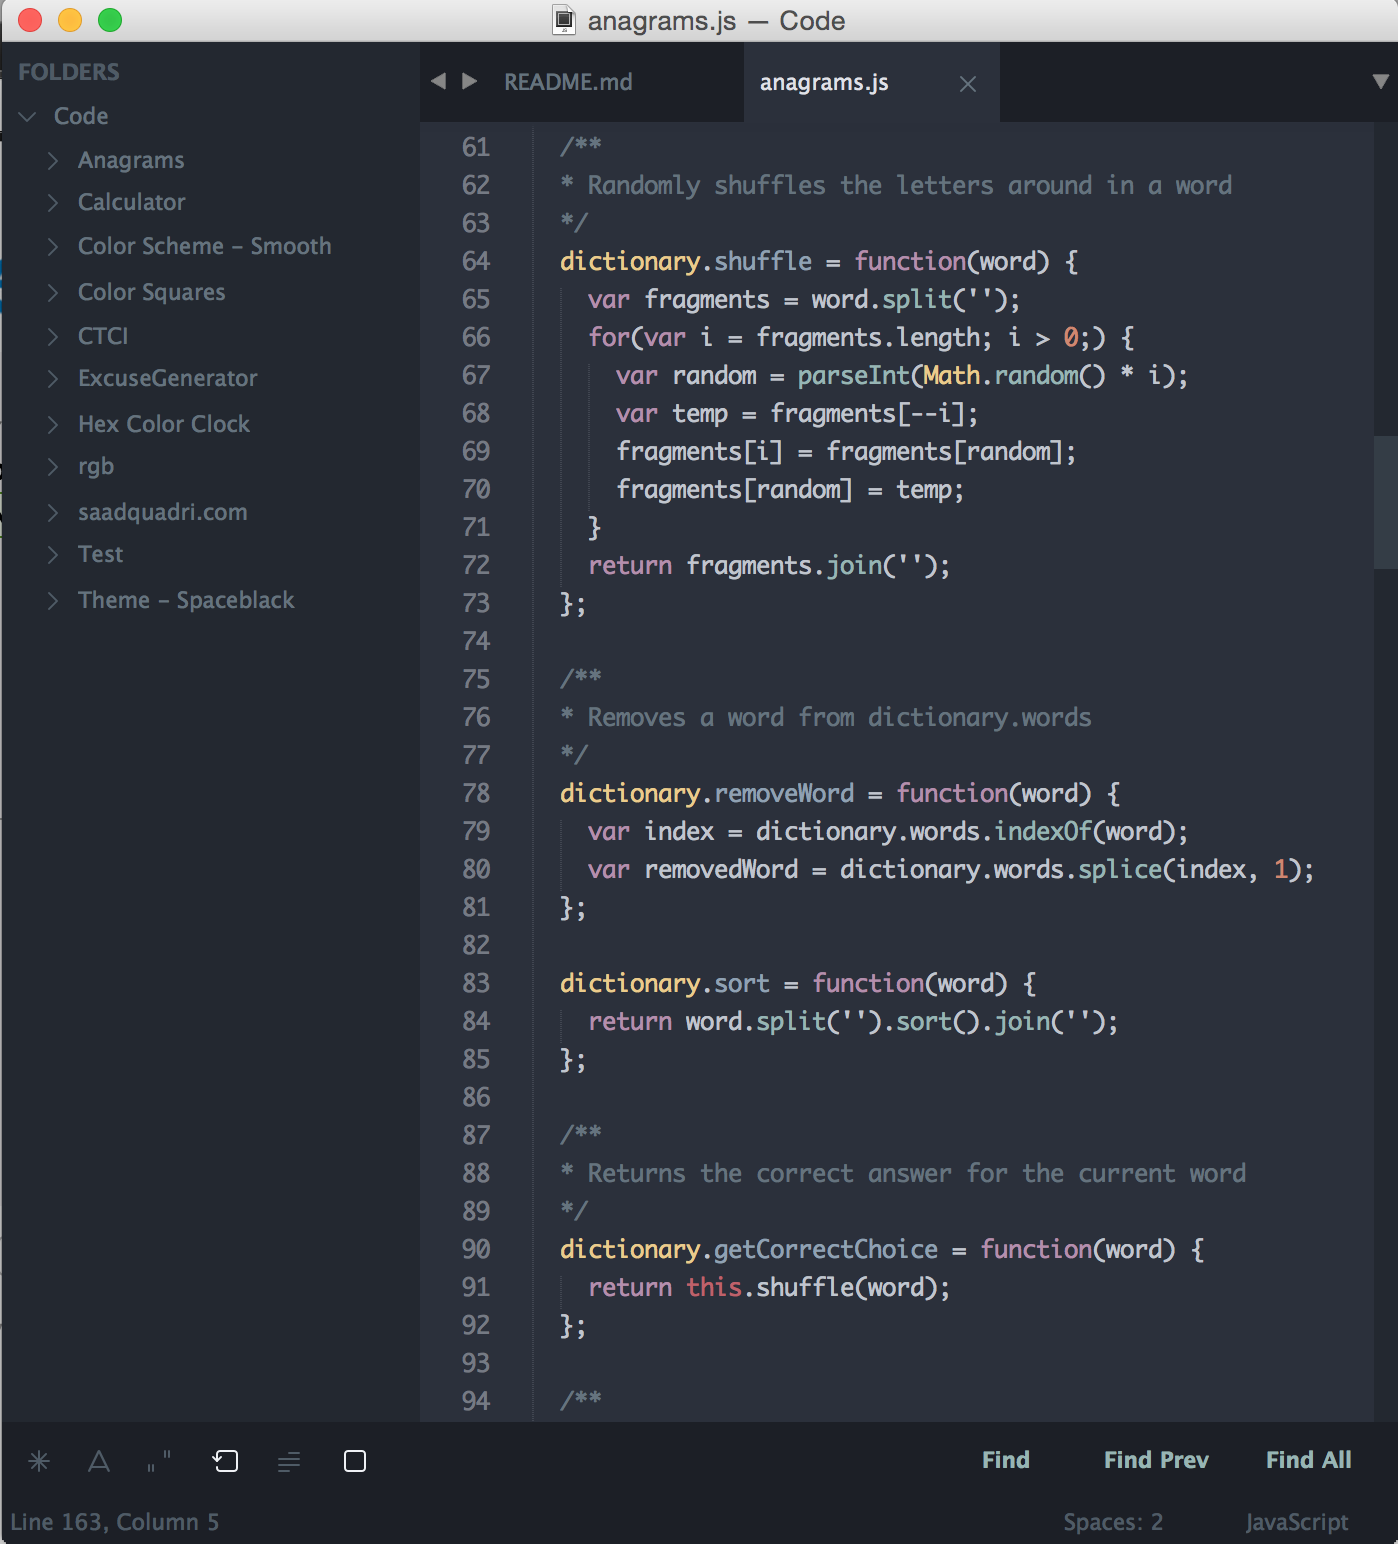 anagrams.js — Code
FOLDERS
Code
Anagrams
Calculator
Color Scheme – Smooth
Color Squares
CTCI
ExcuseGenerator
Hex Color Clock
rgb
saadquadri.com
Test
Theme – Spaceblack
README.md
anagrams.js
61 /**
62 * Randomly shuffles the letters around in a word
63 */
64 dictionary.shuffle = function(word) {
65   var fragments = word.split('');
66   for(var i = fragments.length; i > 0;) {
67     var random = parseInt(Math.random() * i);
68     var temp = fragments[--i];
69     fragments[i] = fragments[random];
70     fragments[random] = temp;
71   }
72   return fragments.join('');
73 };
74
75 /**
76 * Removes a word from dictionary.words
77 */
78 dictionary.removeWord = function(word) {
79   var index = dictionary.words.indexOf(word);
80   var removedWord = dictionary.words.splice(index, 1);
81 };
82
83 dictionary.sort = function(word) {
84   return word.split('').sort().join('');
85 };
86
87 /**
88 * Returns the correct answer for the current word
89 */
90 dictionary.getCorrectChoice = function(word) {
91   return this.shuffle(word);
92 };
93
94 /**
Find Find Prev Find All
Line 163, Column 5 Spaces: 2 JavaScript